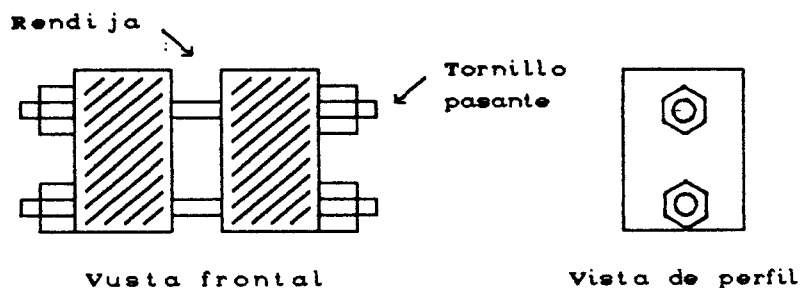 Rendija
Tornillo
pasante
Vusta frontal
Vista de perfil